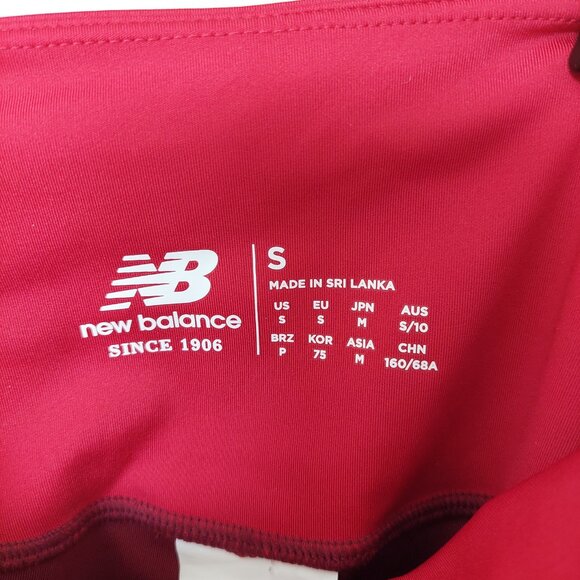 NB
new balance
SINCE 1906
S
MADE IN SRI LANKA
US EU JPN AUS
S S M S/10
BRZ KOR ASIA CHN
P 75 M 160/68A